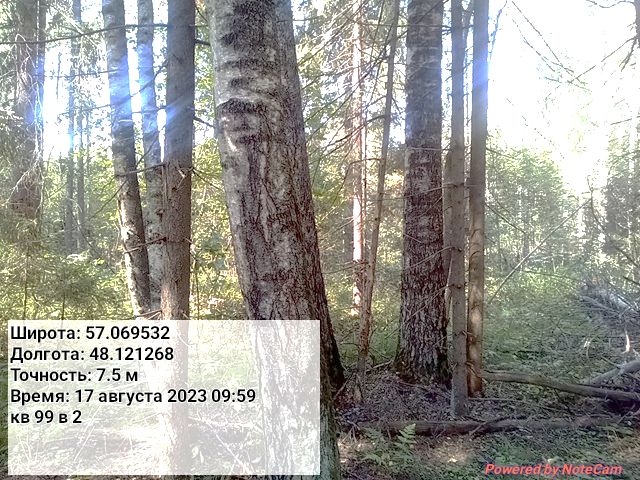 Широта: 57.069532
Долгота: 48.121268
Точность: 7.5 м
Время: 17 августа 2023 09:59
кв 99 в 2
Powered by NoteCam